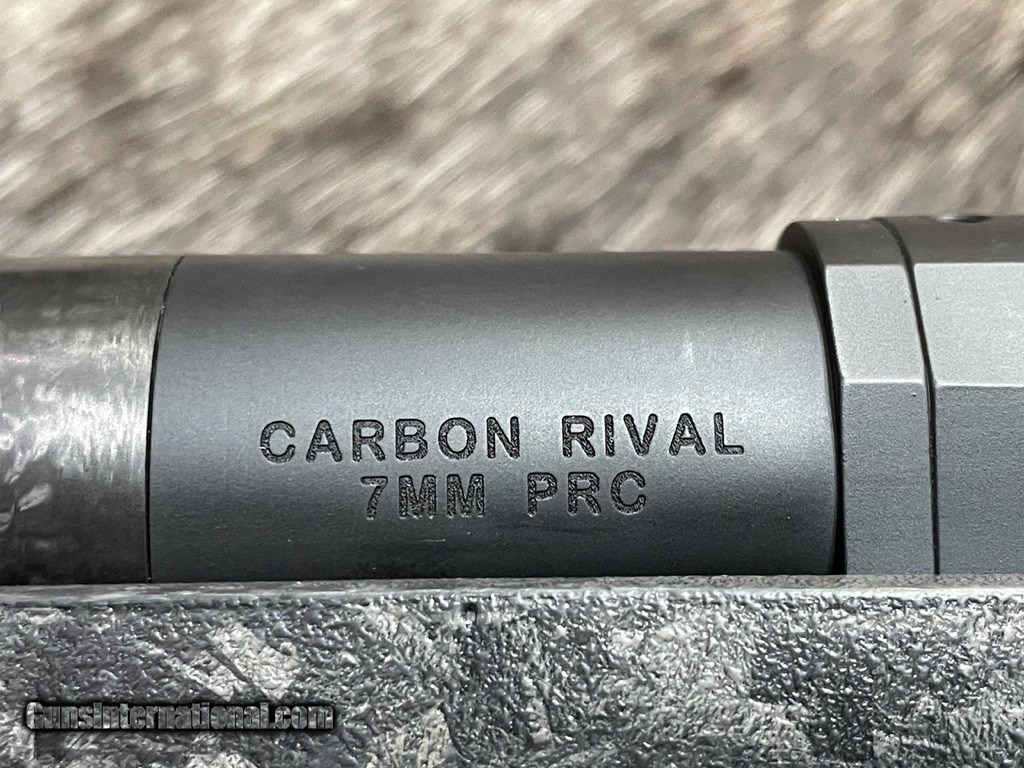 CARBON RIVAL
7MM PRC
GunsInternational.com